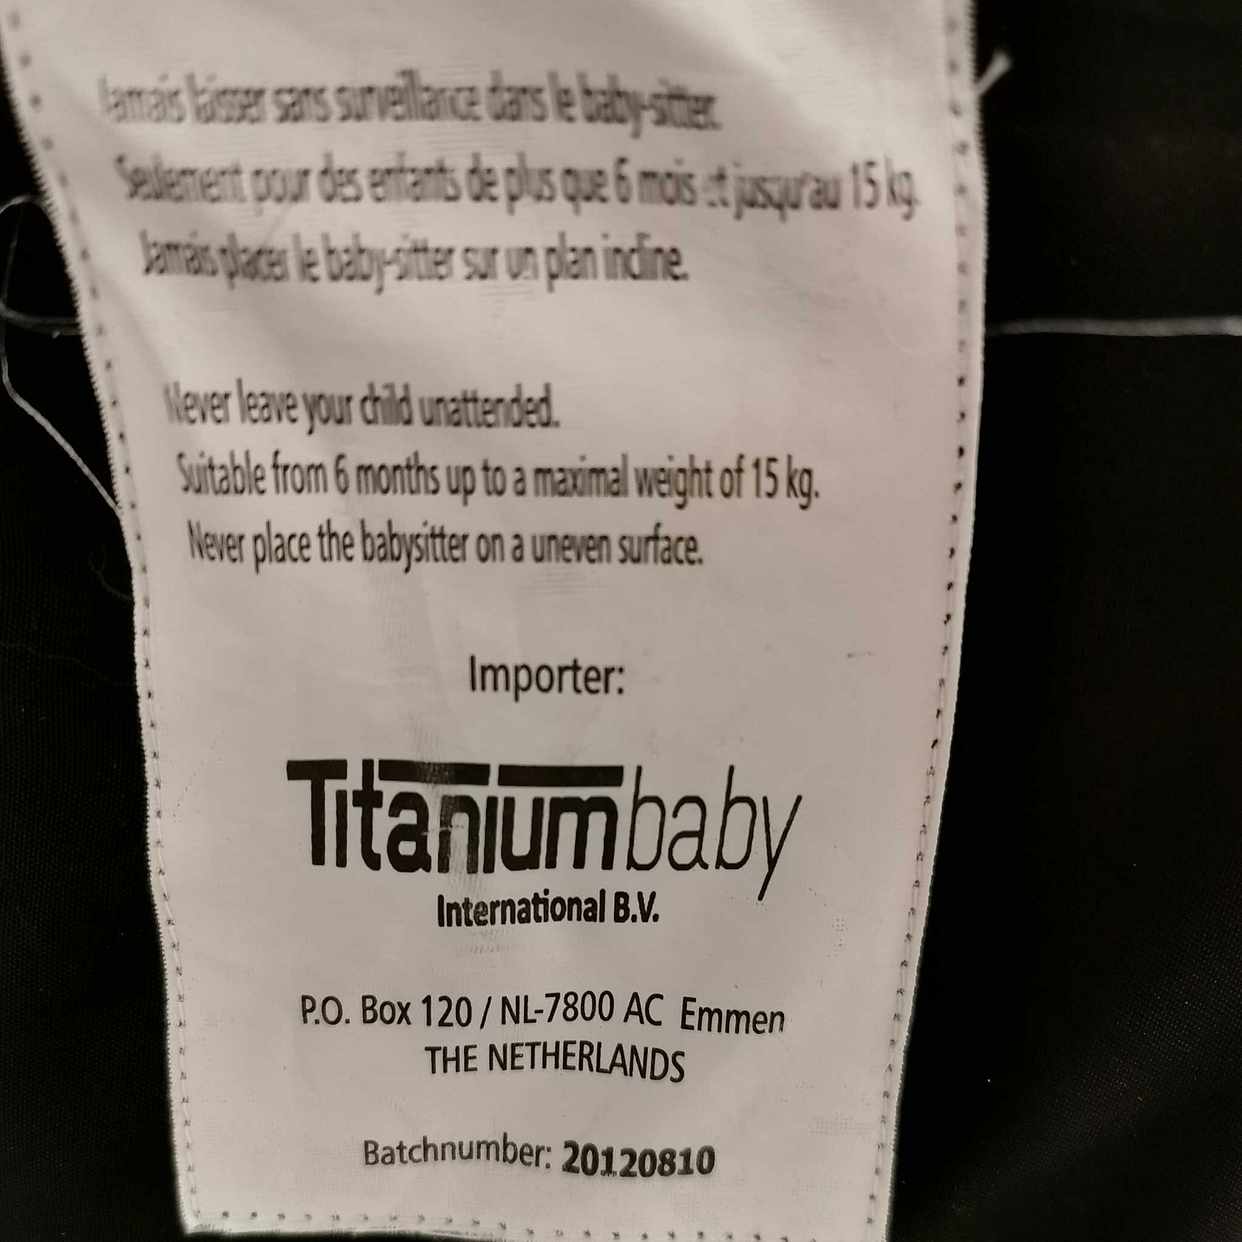 Jamais laisser sans surveillance dans le baby-sitter.
Seulement pour des enfants de plus que 6 mois et jusqu'au 15 kg.
Jamais placer le baby-sitter sur un plan incline.
Never leave your child unattended.
Suitable from 6 months up to a maximal weight of 15 kg.
Never place the babysitter on a uneven surface.
Importer:
Titaniumbaby
International B.V.
P.O. Box 120 / NL-7800 AC Emmen
THE NETHERLANDS
Batchnumber: 20120810